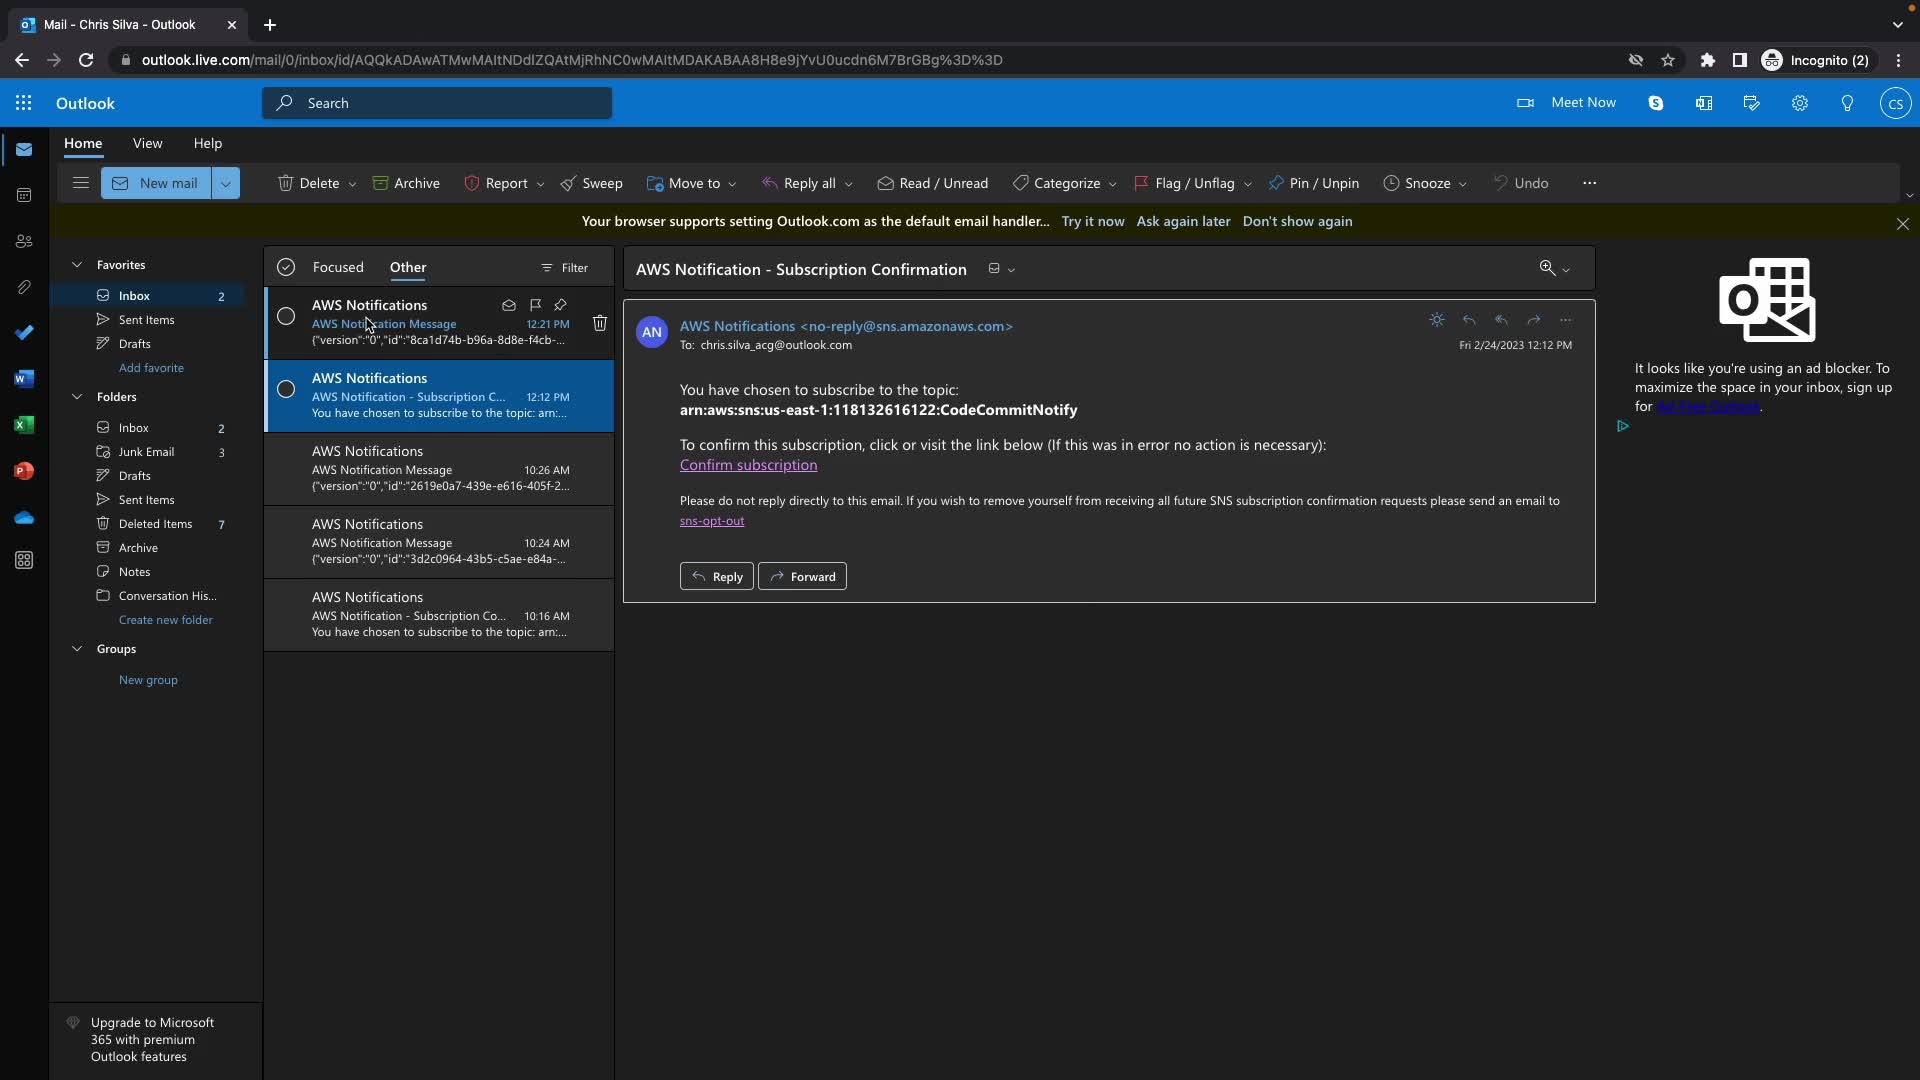 Mail - Chris Silva - Outlook
outlook.live.com/mail/0/inbox/id/AQQkADAwATMwMAItNDdlZQAtMjRhNC0wMAItMDAKABAA8H8e9jYvU0ucdn6M7BrGBg%3D%3D
Incognito (2)
Outlook
Search
Meet Now
CS
Home
View
Help
New mail
Delete
Archive
Report
Sweep
Move to
Reply all
Read / Unread
Categorize
Flag / Unflag
Pin / Unpin
Snooze
Undo
Your browser supports setting Outlook.com as the default email handler... Try it now Ask again later Don't show again
Favorites
Inbox 2
Sent Items
Drafts
Add favorite
Folders
Inbox 2
Junk Email 3
Drafts
Sent Items
Deleted Items 7
Archive
Notes
Conversation His...
Create new folder
Groups
New group
Upgrade to Microsoft
365 with premium
Outlook features
Focused
Other
Filter
AWS Notifications
AWS Notification Message 12:21 PM
{"version":"0","id":"8ca1d74b-b96a-8d8e-f4cb-...
AWS Notifications
AWS Notification - Subscription C... 12:12 PM
You have chosen to subscribe to the topic: arn:...
AWS Notifications
AWS Notification Message 10:26 AM
{"version":"0","id":"2619e0a7-439e-e616-405f-2...
AWS Notifications
AWS Notification Message 10:24 AM
{"version":"0","id":"3d2c0964-43b5-c5ae-e84a-...
AWS Notifications
AWS Notification - Subscription Co... 10:16 AM
You have chosen to subscribe to the topic: arn:...
AWS Notification - Subscription Confirmation
AN
AWS Notifications <no-reply@sns.amazonaws.com>
To: chris.silva_acg@outlook.com
Fri 2/24/2023 12:12 PM
You have chosen to subscribe to the topic:
arn:aws:sns:us-east-1:118132616122:CodeCommitNotify
To confirm this subscription, click or visit the link below (If this was in error no action is necessary):
Confirm subscription
Please do not reply directly to this email. If you wish to remove yourself from receiving all future SNS subscription confirmation requests please send an email to
sns-opt-out
Reply
Forward
It looks like you're using an ad blocker. To
maximize the space in your inbox, sign up
for Ad-Free Outlook.